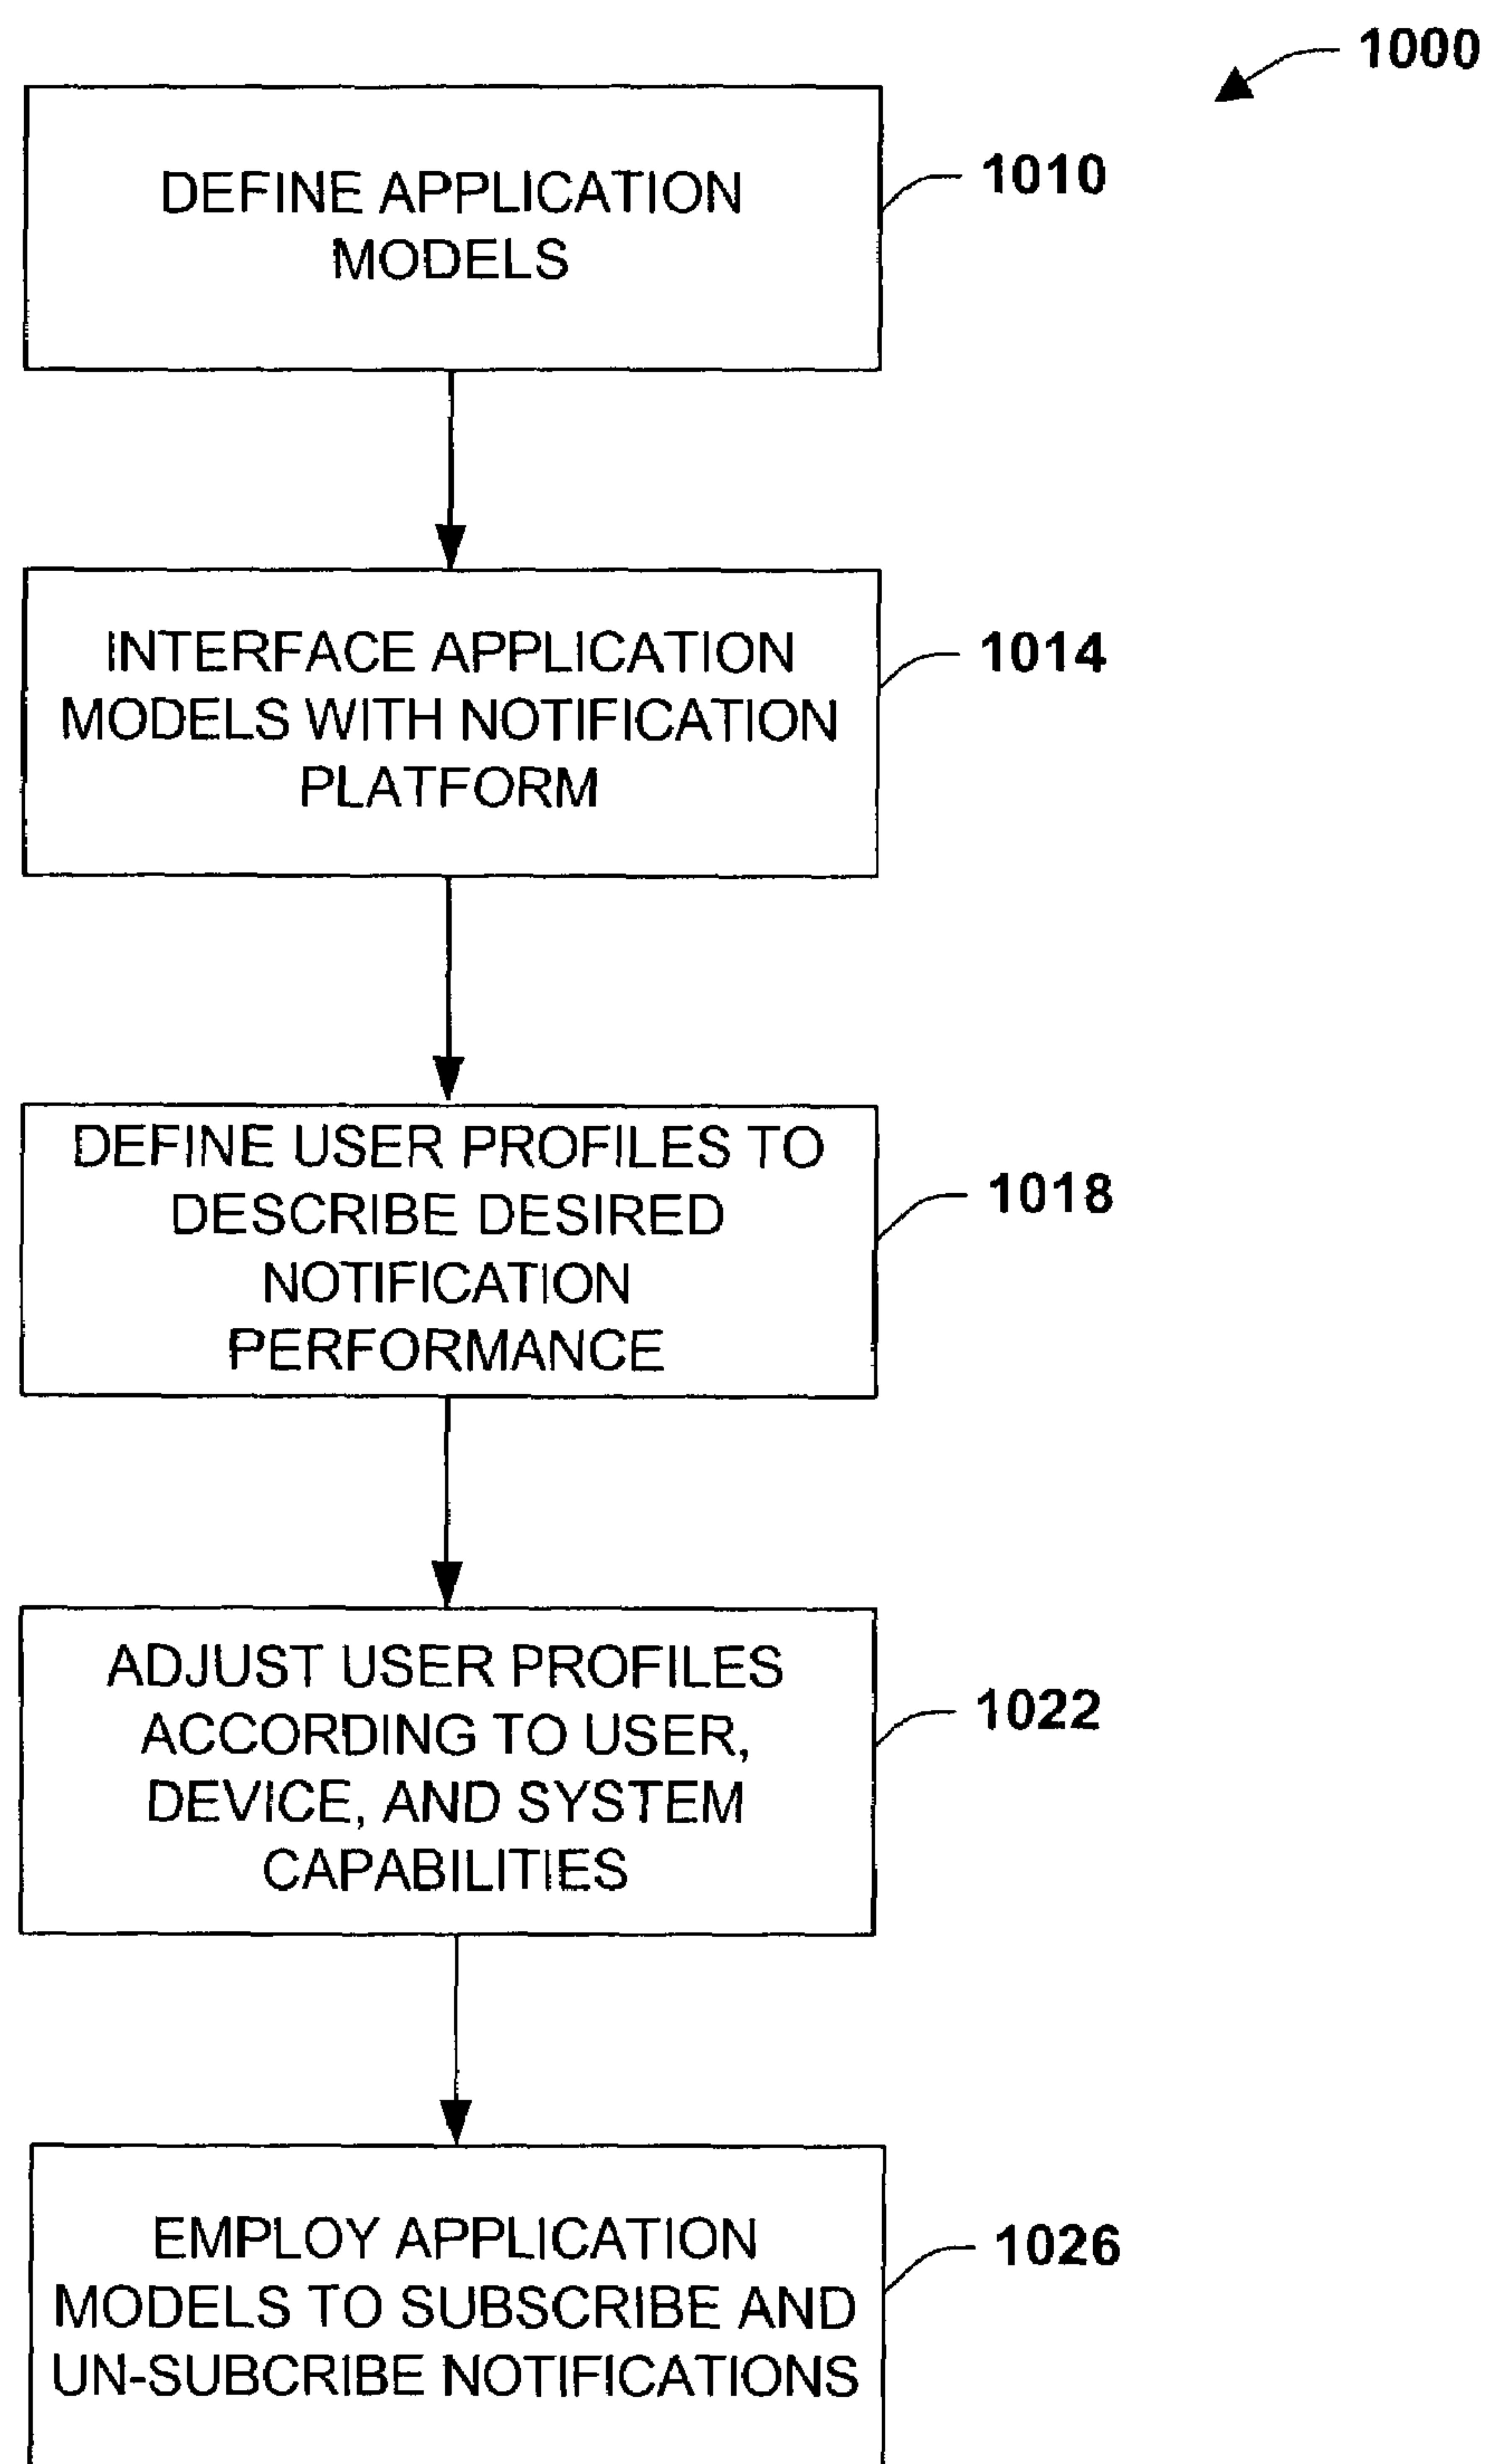 1000
DEFINE APPLICATION
MODELS
1010
INTERFACE APPLICATION
MODELS WITH NOTIFICATION
PLATFORM
1014
DEFINE USER PROFILES TO
DESCRIBE DESIRED
NOTIFICATION
PERFORMANCE
1018
ADJUST USER PROFILES
ACCORDING TO USER,
DEVICE, AND SYSTEM
CAPABILITIES
1022
EMPLOY APPLICATION
MODELS TO SUBSCRIBE AND
UN-SUBCRIBE NOTIFICATIONS
1026